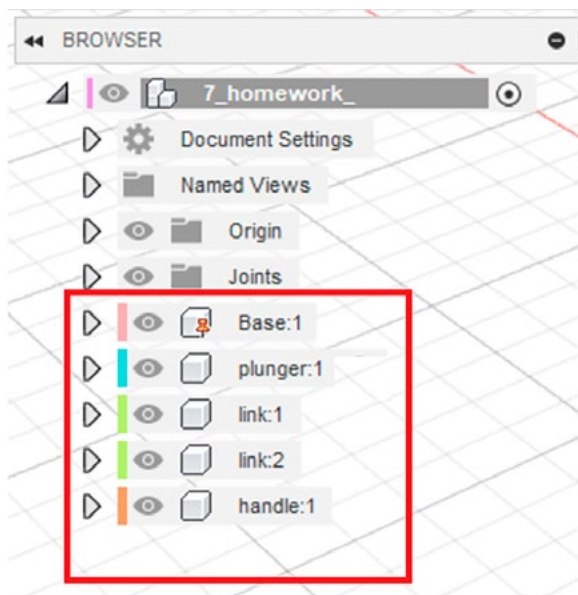 BROWSER
7_homework_
Document Settings
Named Views
Origin
Joints
Base:1
plunger:1
link:1
link:2
handle:1